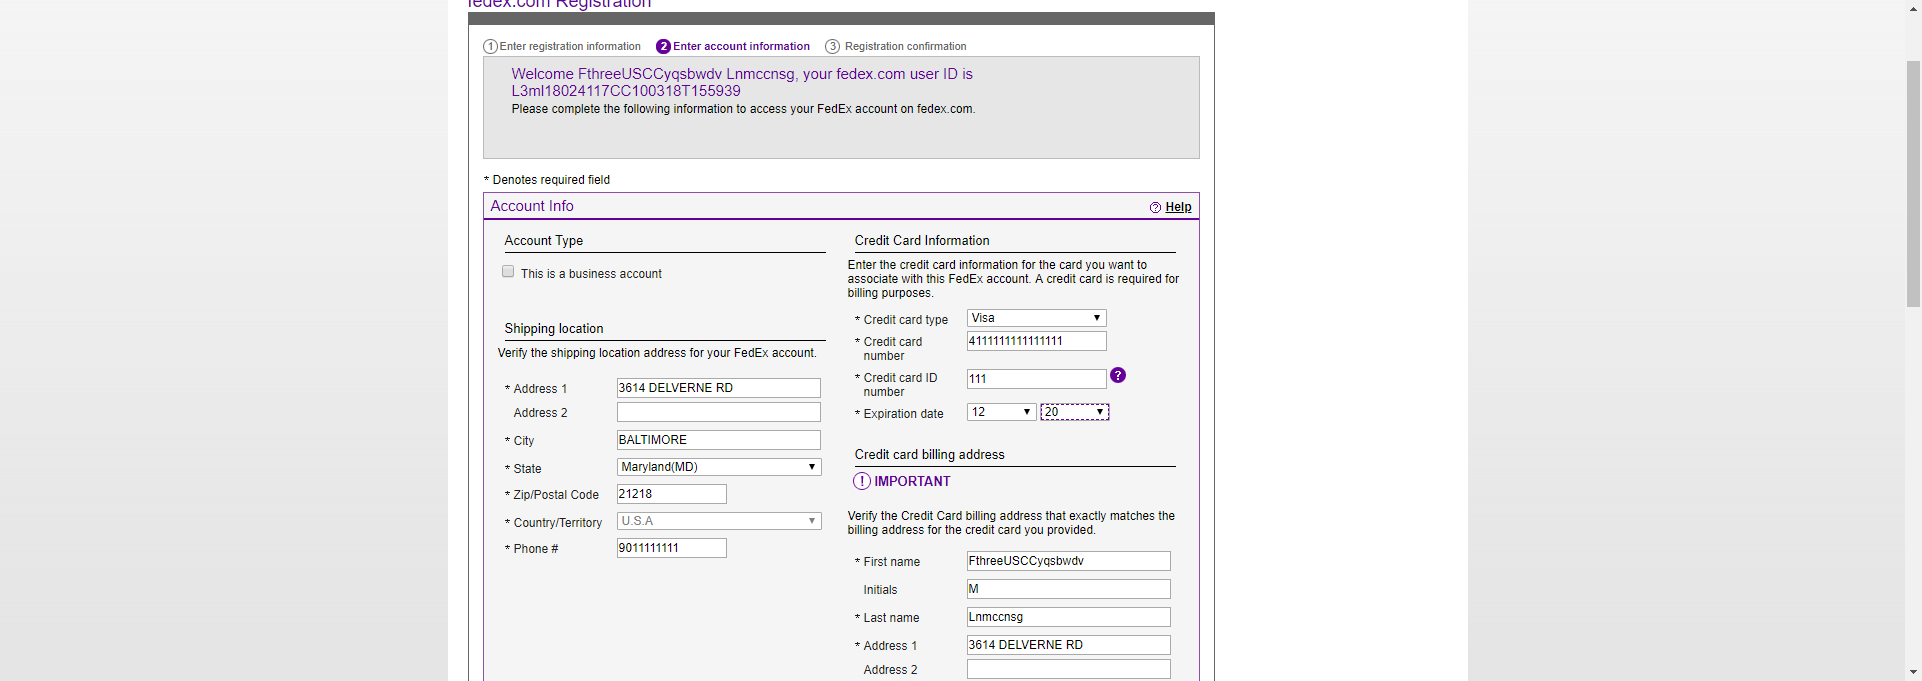 fedex.com Registration
1 Enter registration information 2 Enter account information 3 Registration confirmation
Welcome FthreeUSCCyqsbwdv Lnmccnsg, your fedex.com user ID is
L3ml18024117CC100318T155939
Please complete the following information to access your FedEx account on fedex.com.
* Denotes required field
Account Info
? Help
Account Type
This is a business account
Shipping location
Verify the shipping location address for your FedEx account.
* Address 1 3614 DELVERNE RD
Address 2
* City BALTIMORE
* State Maryland(MD)
* Zip/Postal Code 21218
* Country/Territory U.S.A
* Phone # 9011111111
Credit Card Information
Enter the credit card information for the card you want to
associate with this FedEx account. A credit card is required for
billing purposes.
* Credit card type Visa
* Credit card
number 4111111111111111
* Credit card ID
number 111 ?
* Expiration date 12 20
Credit card billing address
! IMPORTANT
Verify the Credit Card billing address that exactly matches the
billing address for the credit card you provided.
* First name FthreeUSCCyqsbwdv
Initials M
* Last name Lnmccnsg
* Address 1 3614 DELVERNE RD
Address 2